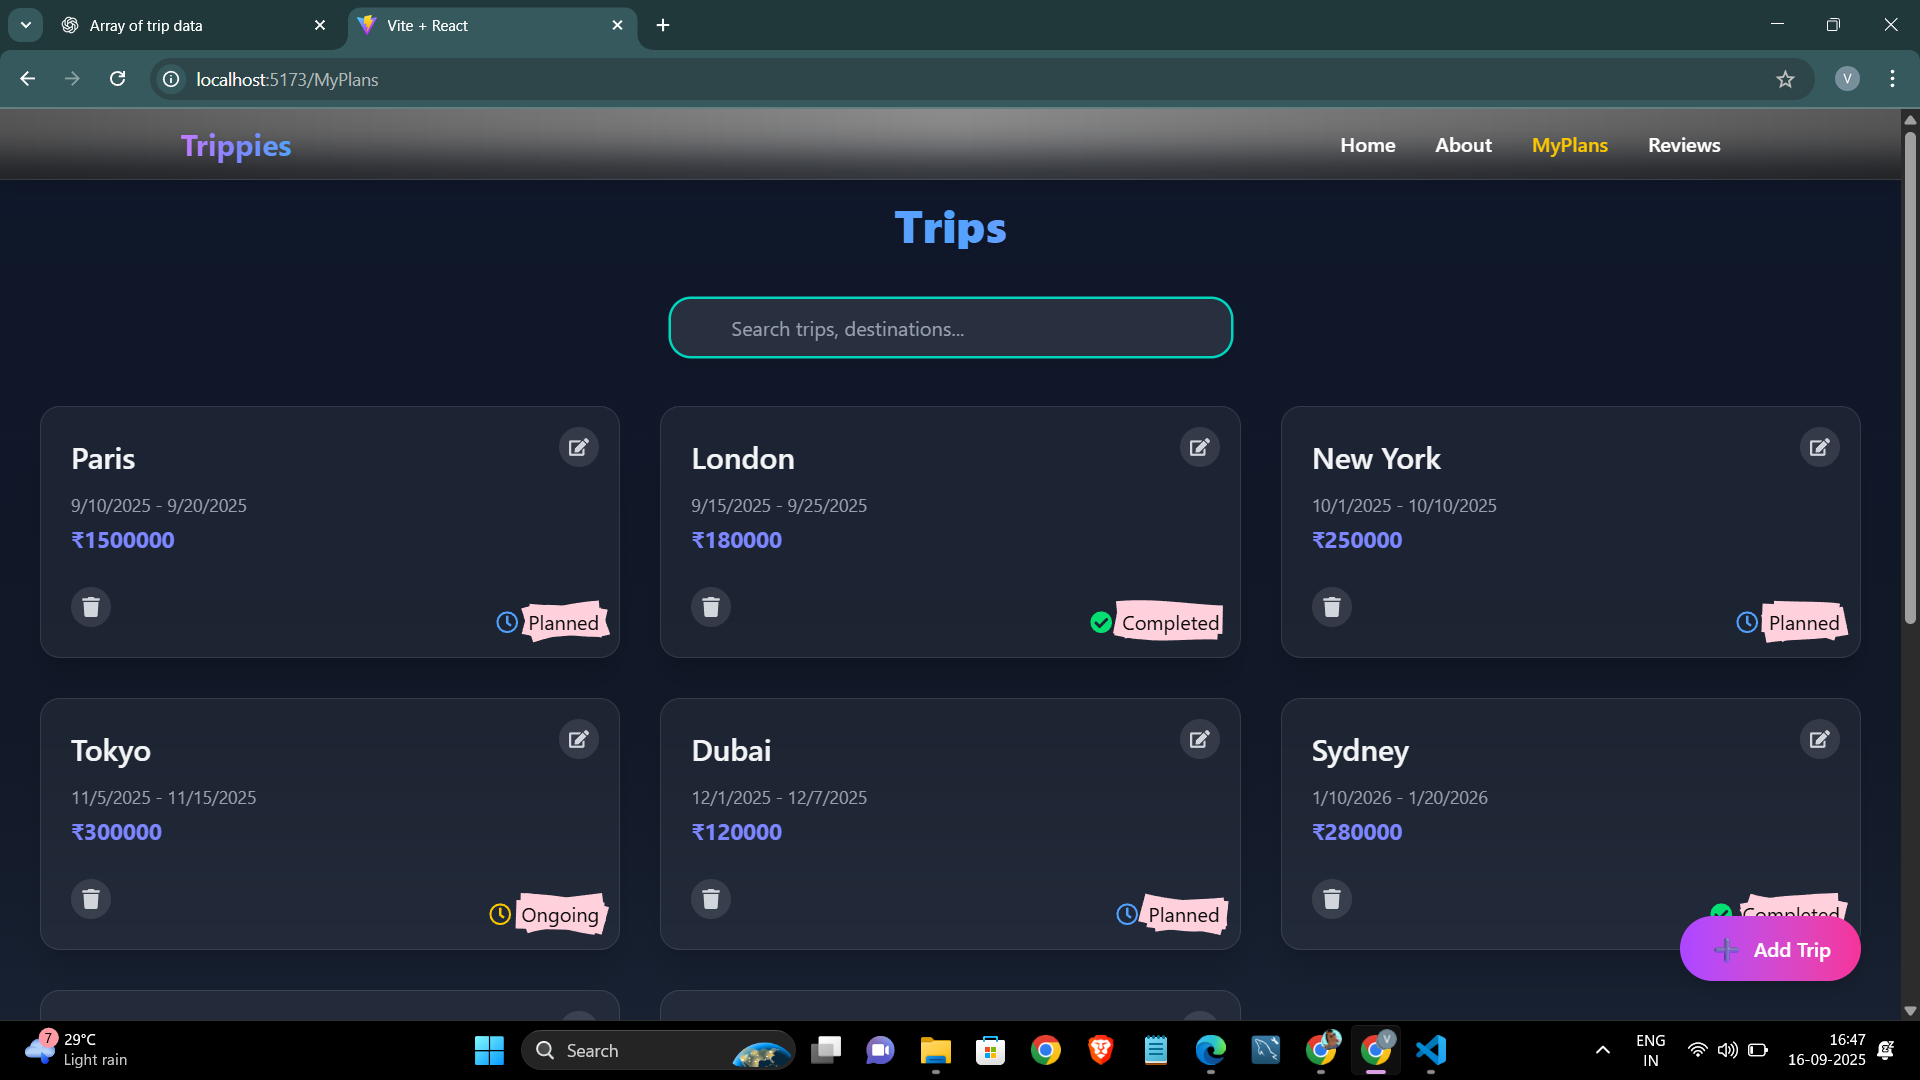 Array of trip data
Vite + React
localhost:5173/MyPlans
V
Trippies
Home About MyPlans Reviews
Trips
Search trips, destinations...
Paris
9/10/2025 - 9/20/2025
₹1500000
Planned
London
9/15/2025 - 9/25/2025
₹180000
Completed
New York
10/1/2025 - 10/10/2025
₹250000
Planned
Tokyo
11/5/2025 - 11/15/2025
₹300000
Ongoing
Dubai
12/1/2025 - 12/7/2025
₹120000
Planned
Sydney
1/10/2026 - 1/20/2026
₹280000
Completed
Add Trip
7
29°C
Light rain
Search
V
ENG
IN
16:47
16-09-2025